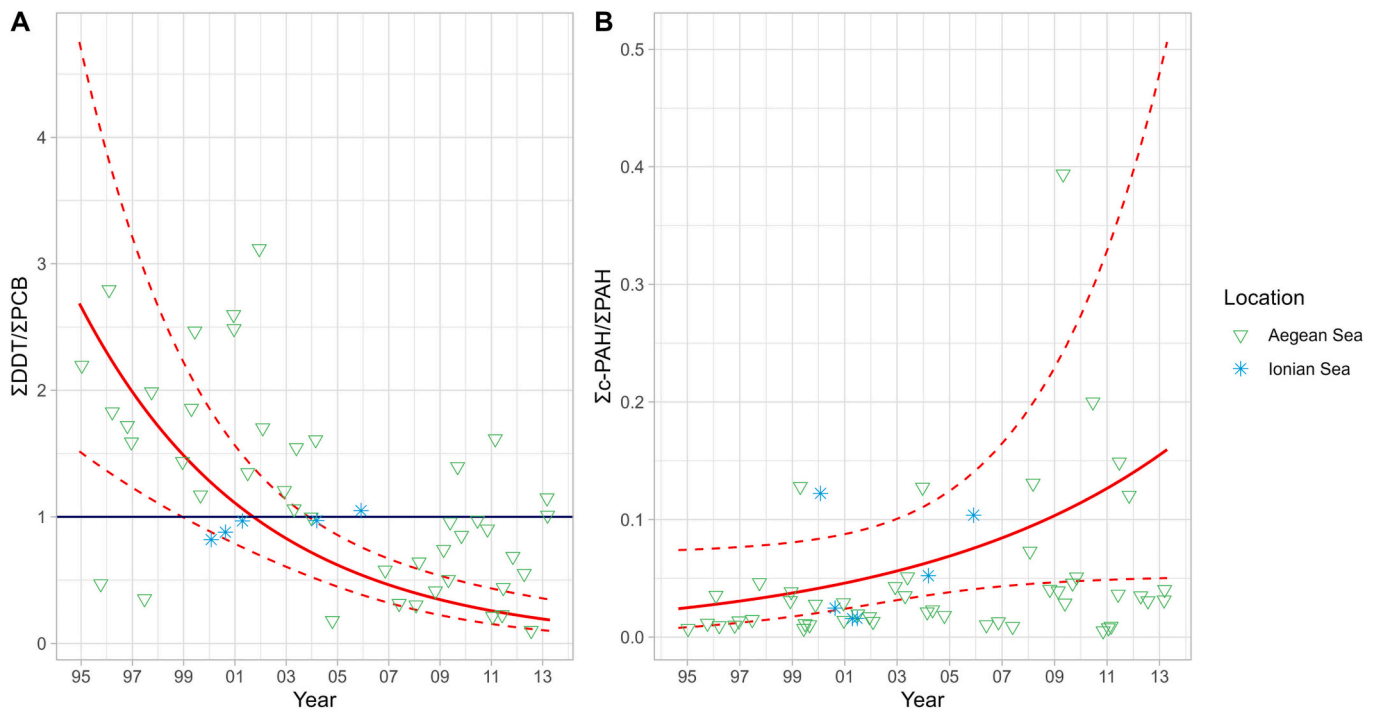 A
ΣDDT/ΣPCB
4
3
2
1
0
95 97 99 01 03 05 07 09 11 13
Year
B
Σc-PAH/ΣPAH
0.5
0.4
0.3
0.2
0.1
0.0
95 97 99 01 03 05 07 09 11 13
Year
Location
Aegean Sea
Ionian Sea